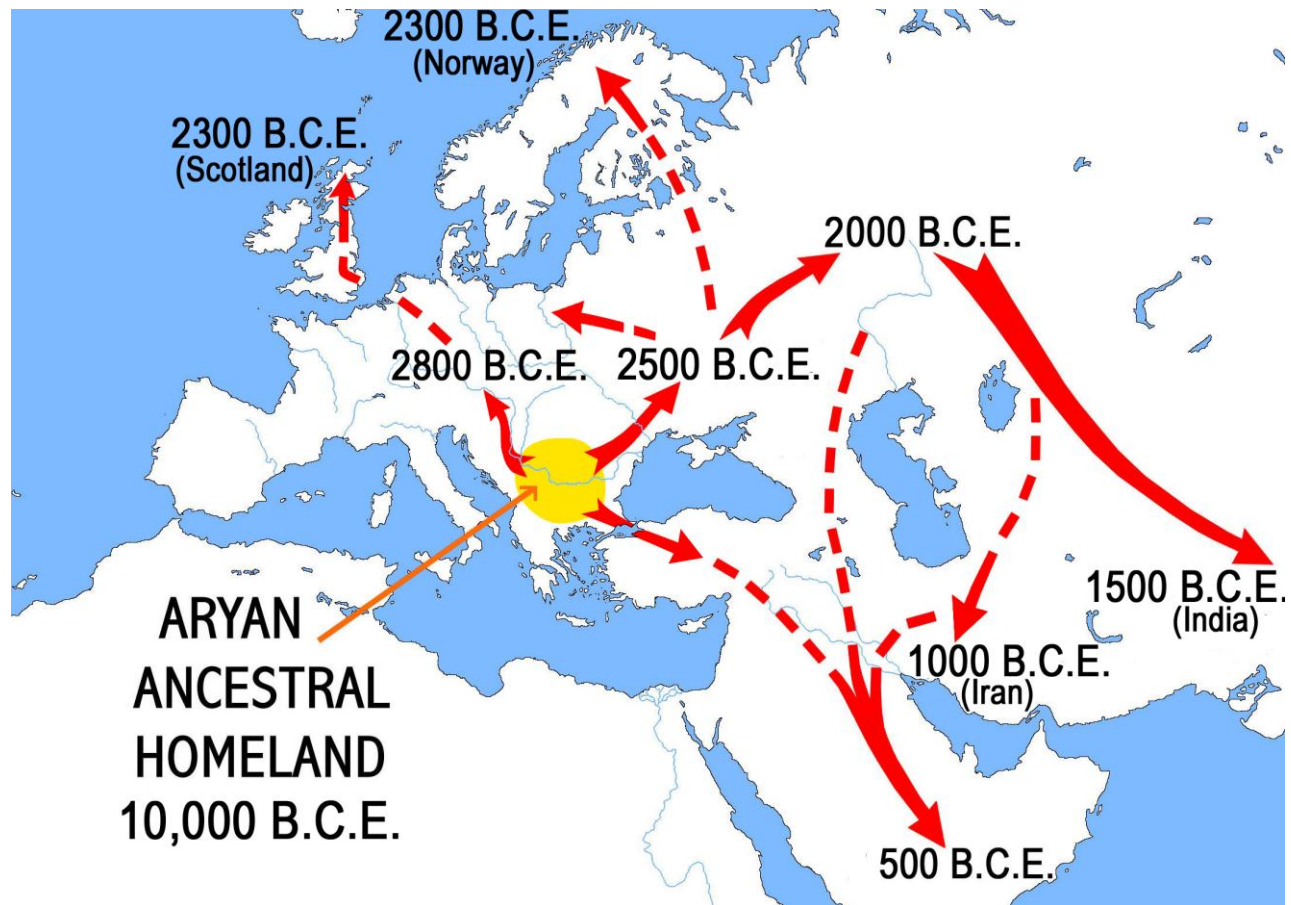 2300 B.C.E.
(Norway)
2300 B.C.E.
(Scotland)
2000 B.C.E.
2800 B.C.E.
2500 B.C.E.
1500 B.C.E.
(India)
ARYAN
ANCESTRAL
HOMELAND
10,000 B.C.E.
1000 B.C.E.
(Iran)
500 B.C.E.